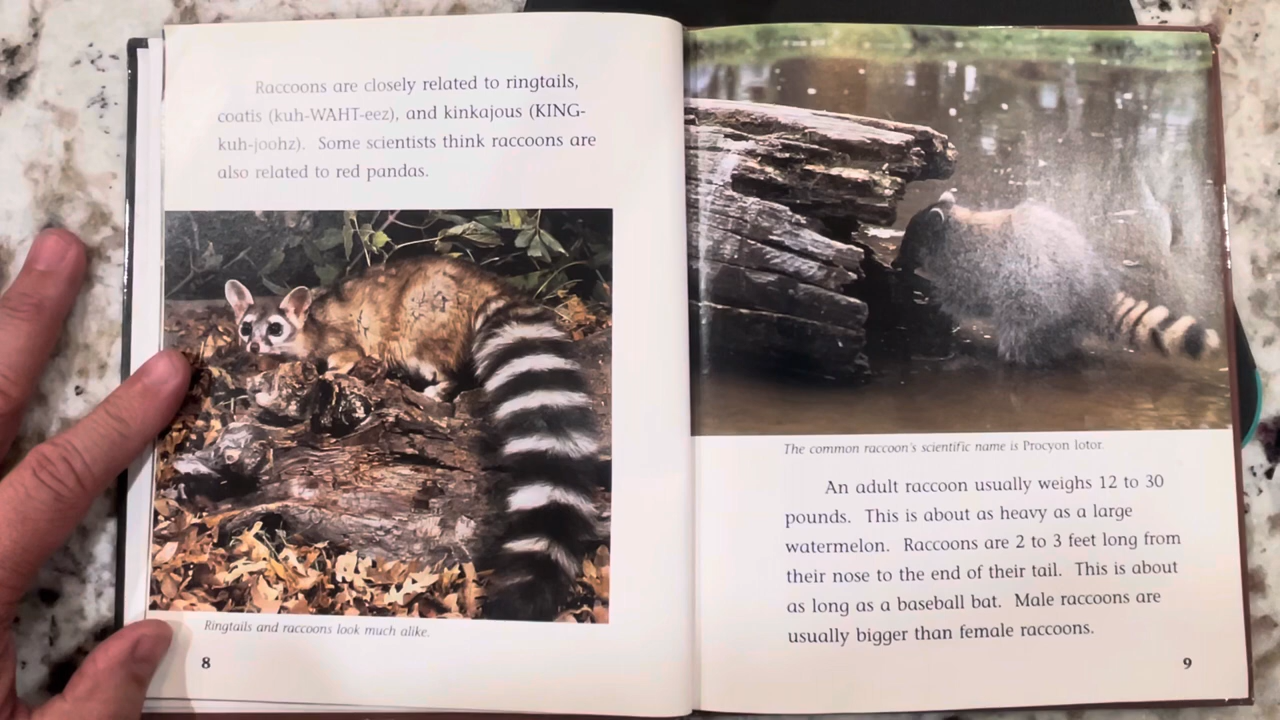 Raccoons are closely related to ringtails,
coatis (kuh-WAHT-eez), and kinkajous (KING-
kuh-joohz). Some scientists think raccoons are
also related to red pandas.
Ringtails and raccoons look much alike.
8
The common raccoon's scientific name is Procyon lotor.
An adult raccoon usually weighs 12 to 30
pounds. This is about as heavy as a large
watermelon. Raccoons are 2 to 3 feet long from
their nose to the end of their tail. This is about
as long as a baseball bat. Male raccoons are
usually bigger than female raccoons.
9